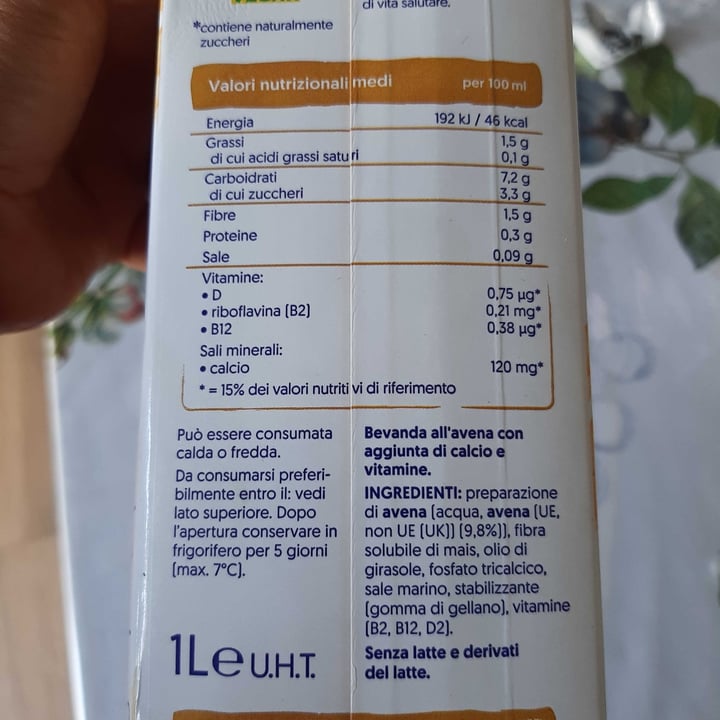 VEGAN
di vita salutare.
*contiene naturalmente
zuccheri
Valori nutrizionali medi per 100 ml
Energia 192 kJ / 46 kcal
Grassi 1,5 g
di cui acidi grassi saturi 0,1 g
Carboidrati 7,2 g
di cui zuccheri 3,3 g
Fibre 1,5 g
Proteine 0,3 g
Sale 0,09 g
Vitamine:
• D 0,75 µg*
• riboflavina (B2) 0,21 mg*
• B12 0,38 µg*
Sali minerali:
• calcio 120 mg*
* = 15% dei valori nutritivi di riferimento
Può essere consumata
calda o fredda.
Da consumarsi preferi-
bilmente entro il: vedi
lato superiore. Dopo
l'apertura conservare in
frigorifero per 5 giorni
(max. 7°C).
1L e U.H.T.
Bevanda all'avena con
aggiunta di calcio e
vitamine.
INGREDIENTI: preparazione
di avena (acqua, avena (UE,
non UE (UK)) (9,8%)), fibra
solubile di mais, olio di
girasole, fosfato tricalcico,
sale marino, stabilizzante
(gomma di gellano), vitamine
(B2, B12, D2).
Senza latte e derivati
del latte.